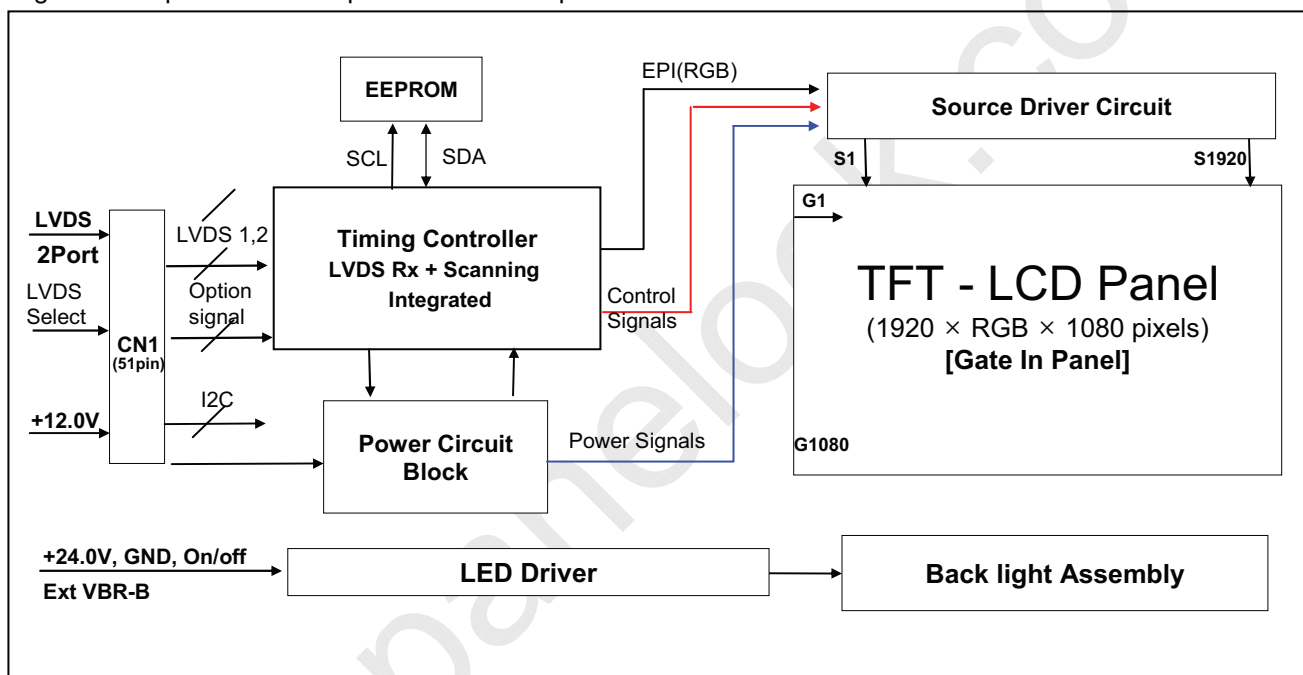 EEPROM
SCL
SDA
EPI(RGB)
Source Driver Circuit
S1
S1920
LVDS
2Port
LVDS
Select
+12.0V
CN1
(51pin)
LVDS 1,2
Option
signal
I2C
Timing Controller
LVDS Rx + Scanning
Integrated
Control
Signals
Power Circuit
Block
Power Signals
G1
TFT - LCD Panel
(1920 × RGB × 1080 pixels)
[Gate In Panel]
G1080
+24.0V, GND, On/off
Ext VBR-B
LED Driver
Back light Assembly